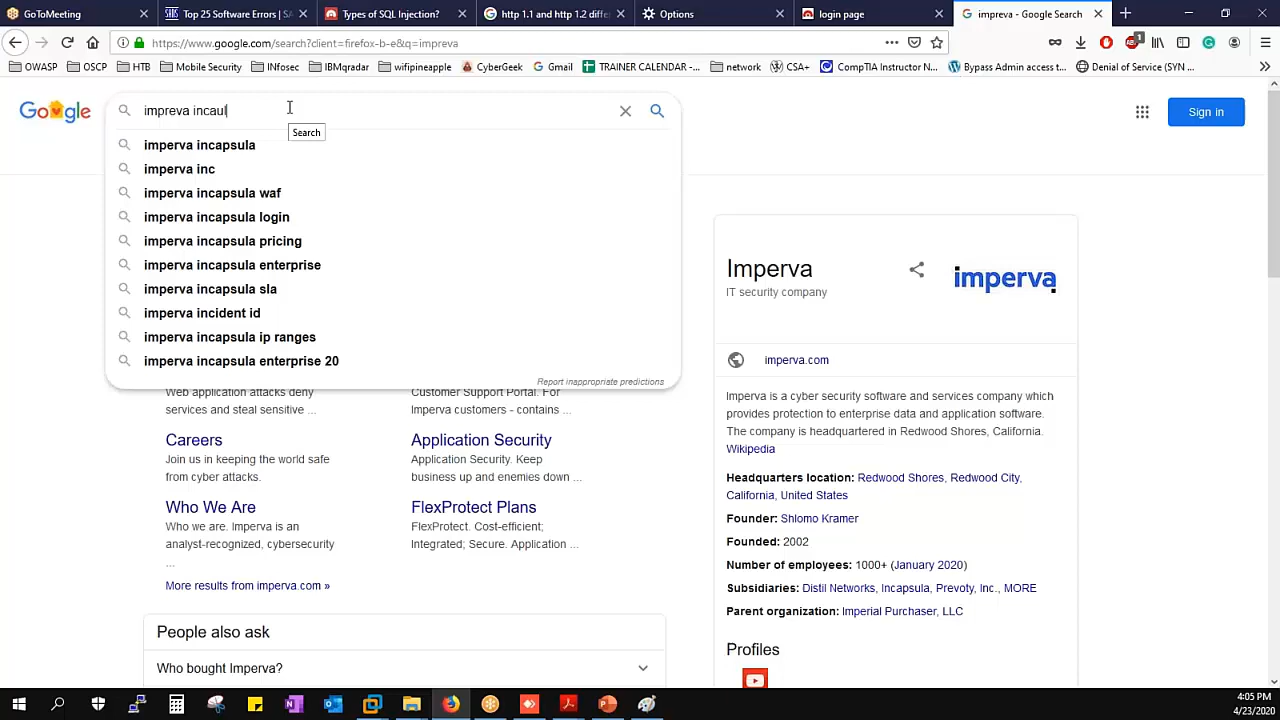 GoToMeeting
Top 25 Software Errors | SA
Types of SQL Injection?
http 1.1 and http 1.2 diffe
Options
login page
impreva - Google Search
https://www.google.com/search?client=firefox-b-e&q=impreva
1
OWASP
OSCP
HTB
Mobile Security
INfosec
IBMqradar
wifipineapple
CyberGeek
Gmail
TRAINER CALENDAR -...
network
CSA+
CompTIA Instructor N...
Bypass Admin access t...
Denial of Service (SYN ...
Google
impreva incaul
Search
Sign in
imperva incapsula
imperva inc
imperva incapsula waf
imperva incapsula login
imperva incapsula pricing
imperva incapsula enterprise
imperva incapsula sla
imperva incident id
imperva incapsula ip ranges
imperva incapsula enterprise 20
Report inappropriate predictions
Web application attacks deny
services and steal sensitive ...
Customer Support Portal. For
Imperva customers - contains ...
Careers
Join us in keeping the world safe
from cyber attacks.
Application Security
Application Security. Keep
business up and enemies down ...
Who We Are
Who we are. Imperva is an
analyst-recognized, cybersecurity
...
FlexProtect Plans
FlexProtect. Cost-efficient;
Integrated; Secure. Application ...
More results from imperva.com »
People also ask
Who bought Imperva?
Imperva
IT security company
imperva
imperva.com
Imperva is a cyber security software and services company which
provides protection to enterprise data and application software.
The company is headquartered in Redwood Shores, California.
Wikipedia
Headquarters location: Redwood Shores, Redwood City,
California, United States
Founder: Shlomo Kramer
Founded: 2002
Number of employees: 1000+ (January 2020)
Subsidiaries: Distil Networks, Incapsula, Prevoty, Inc., MORE
Parent organization: Imperial Purchaser, LLC
Profiles
4:05 PM
4/23/2020